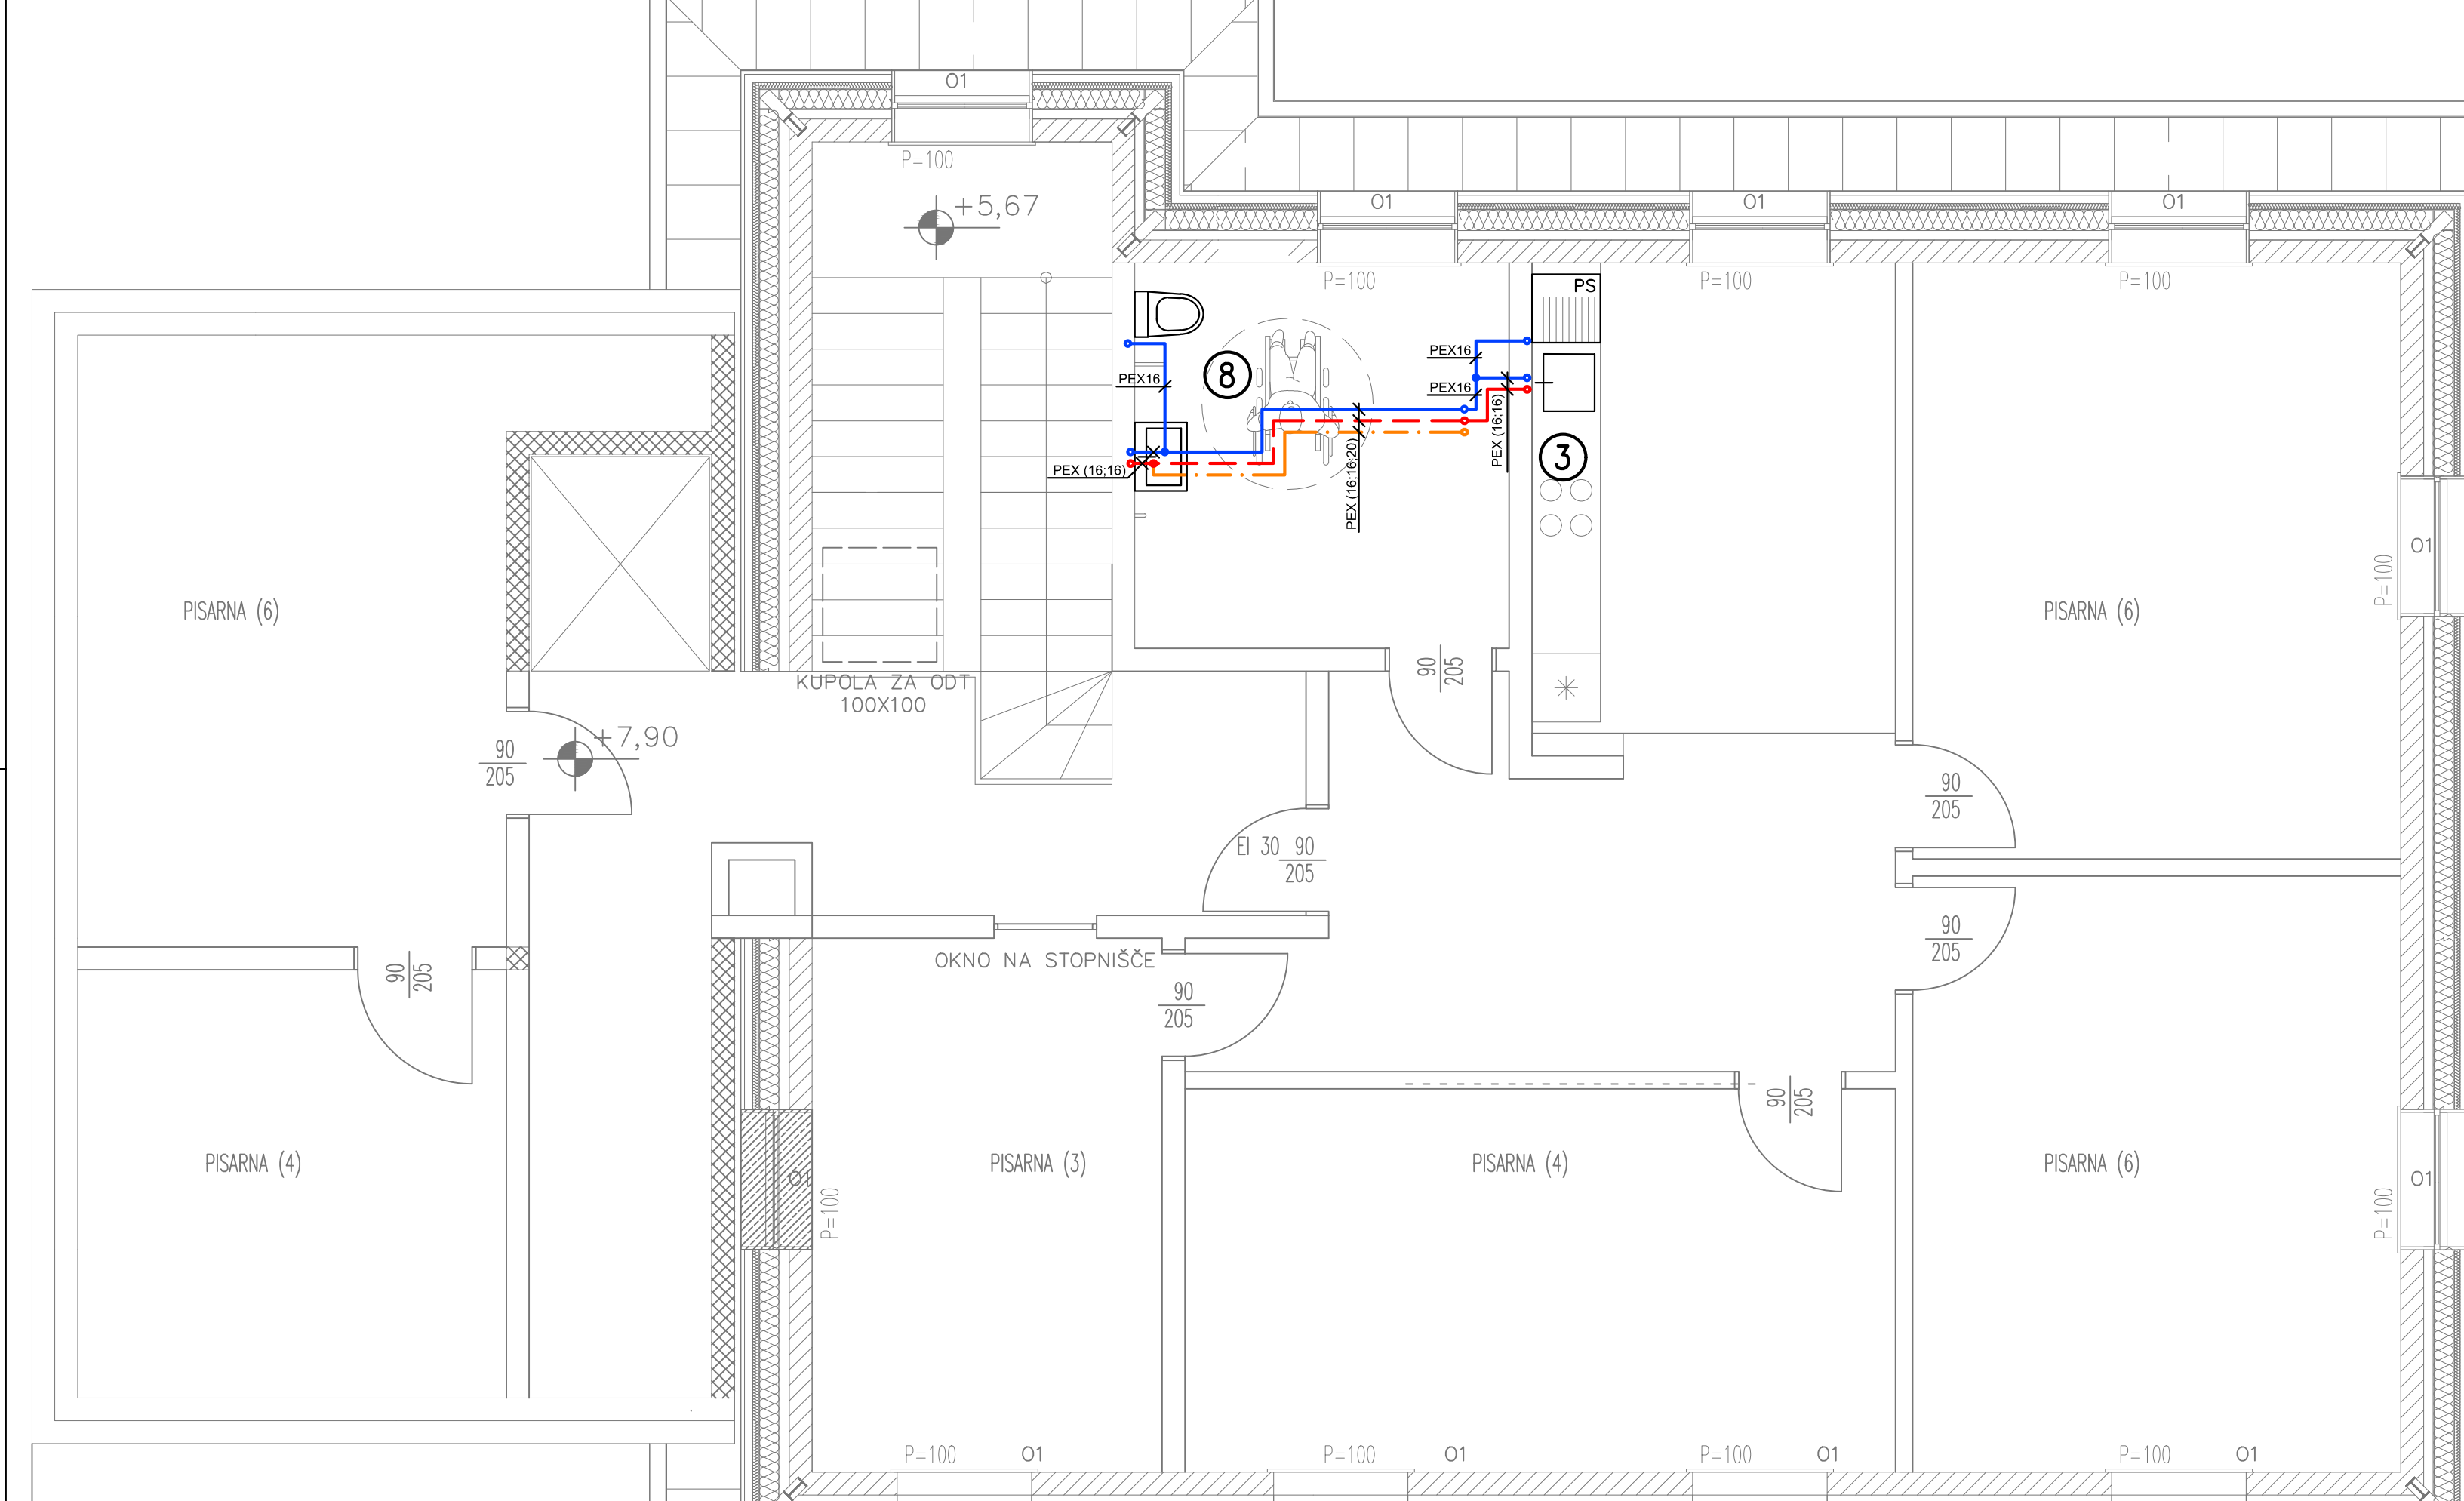 O1
P=100
+5,67
O1
O1
O1
P=100
P=100
P=100
PS
PEX16
PEX16
PEX16
8
PEX (16;16)
PEX (16;16;20)
PEX (16;16)
3
O1
P=100
PISARNA (6)
PISARNA (6)
KUPOLA ZA ODT
100X100
90
205
+7,90
90
205
90
205
EI 30 90
205
90
205
OKNO NA STOPNIŠČE
90
205
90
205
90
205
PISARNA (4)
PISARNA (3)
PISARNA (4)
PISARNA (6)
O1
P=100
O1
P=100
P=100 O1
P=100 O1
P=100 O1
P=100 O1